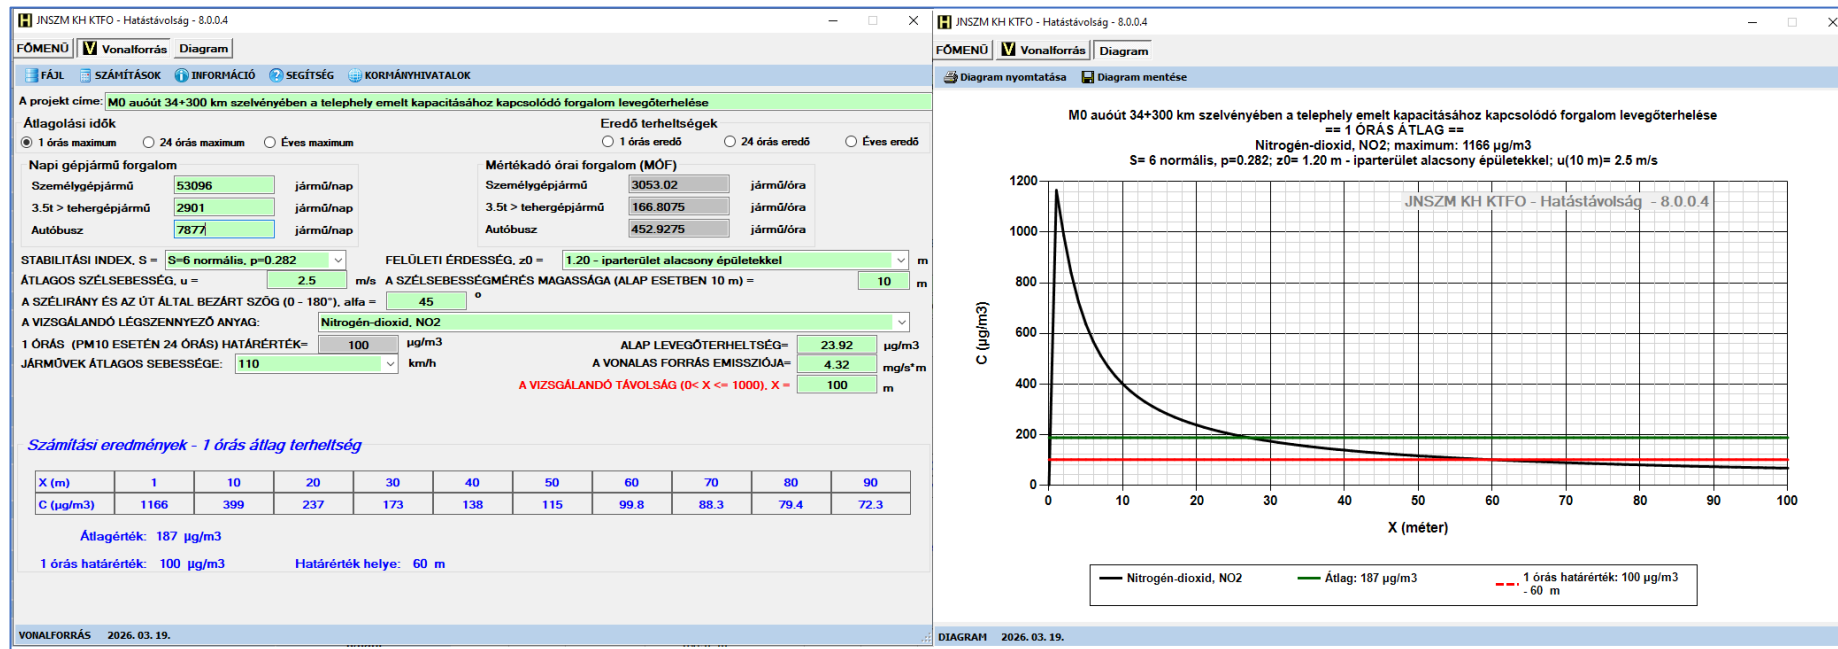 JNSZM KH KTFO - Hatástávolság - 8.0.0.4
FŐMENÜ Vonalforrás Diagram
FÁJL SZÁMÍTÁSOK INFORMÁCIÓ SEGÍTSÉG KORMÁNYHIVATALOK
A projekt címe: M0 auóút 34+300 km szelvényében a telephely emelt kapacitásához kapcsolódó forgalom levegőterhelése
Átlagolási idők Eredő terheltségek
1 órás maximum 24 órás maximum Éves maximum 1 órás eredő 24 órás eredő Éves eredő
Napi gépjármű forgalom Mértékadó órai forgalom (MÓF)
Személygépjármű 53096 jármű/nap Személygépjármű 3053.02 jármű/óra
3.5t > tehergépjármű 2901 jármű/nap 3.5t > tehergépjármű 166.8075 jármű/óra
Autóbusz 7877 jármű/nap Autóbusz 452.9275 jármű/óra
STABILITÁSI INDEX, S = S=6 normális, p=0.282 FELÜLETI ÉRDESSÉG, z0 = 1.20 - iparterület alacsony épületekkel m
ÁTLAGOS SZÉLSEBESSÉG, u = 2.5 m/s A SZÉLSEBESSÉGMÉRÉS MAGASSÁGA (ALAP ESETBEN 10 m) = 10 m
A SZÉLIRÁNY ÉS AZ ÚT ÁLTAL BEZÁRT SZÖG (0 - 180°), alfa = 45 °
A VIZSGÁLANDÓ LÉGSZENNYEZŐ ANYAG: Nitrogén-dioxid, NO2
1 ÓRÁS (PM10 ESETÉN 24 ÓRÁS) HATÁRÉRTÉK= 100 µg/m3 ALAP LEVEGŐTERHELTSÉG= 23.92 µg/m3
JÁRMŰVEK ÁTLAGOS SEBESSÉGE: 110 km/h A VONALAS FORRÁS EMISSZIÓJA= 4.32 mg/s*m
A VIZSGÁLANDÓ TÁVOLSÁG (0< X <= 1000), X = 100 m
Számítási eredmények - 1 órás átlag terheltség
X (m) 1 10 20 30 40 50 60 70 80 90
C (µg/m3) 1166 399 237 173 138 115 99.8 88.3 79.4 72.3
Átlagérték: 187 µg/m3
1 órás határérték: 100 µg/m3 Határérték helye: 60 m
VONALFORRÁS 2026. 03. 19.
JNSZM KH KTFO - Hatástávolság - 8.0.0.4
FŐMENÜ Vonalforrás Diagram
Diagram nyomtatása Diagram mentése
M0 auóút 34+300 km szelvényében a telephely emelt kapacitásához kapcsolódó forgalom levegőterhelése
== 1 ÓRÁS ÁTLAG ==
Nitrogén-dioxid, NO2; maximum: 1166 µg/m3
S= 6 normális, p=0.282; z0= 1.20 m - iparterület alacsony épületekkel; u(10 m)= 2.5 m/s
JNSZM KH KTFO - Hatástávolság - 8.0.0.4
C (µg/m3)
1200
1000
800
600
400
200
0
0 10 20 30 40 50 60 70 80 90 100
X (méter)
Nitrogén-dioxid, NO2 Átlag: 187 µg/m3 1 órás határérték: 100 µg/m3
- 60 m
DIAGRAM 2026. 03. 19.